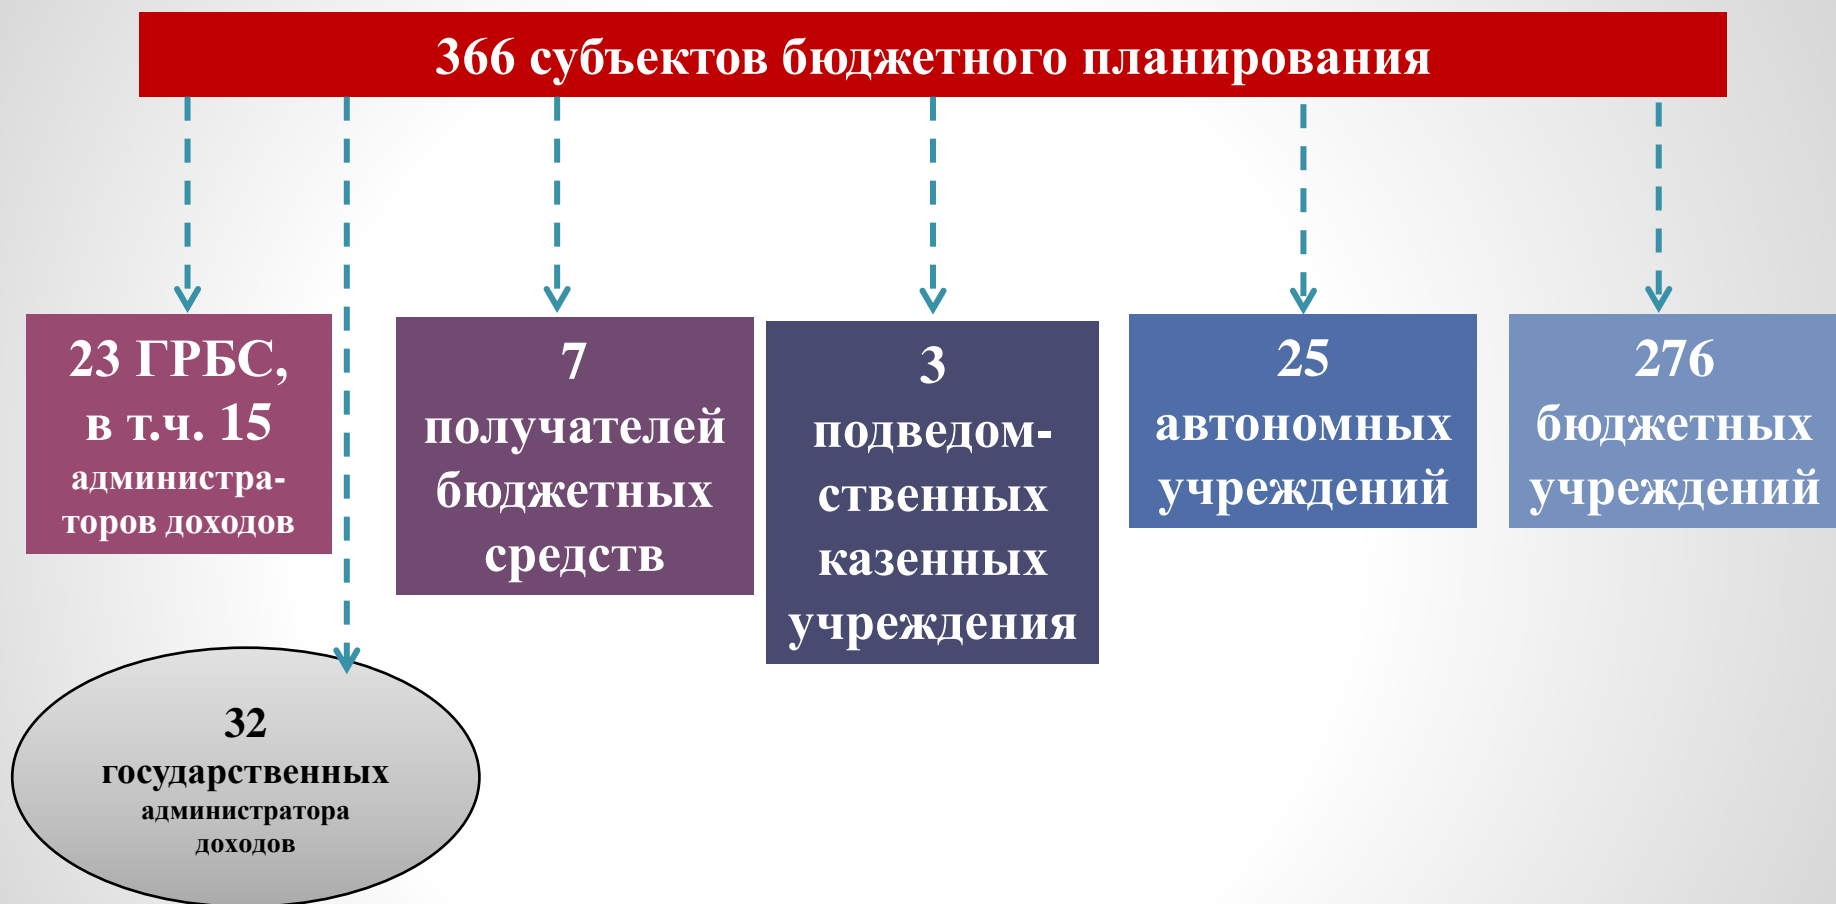 366 субъектов бюджетного планирования
23 ГРБС,
в т.ч. 15
администра-
торов доходов
7
получателей
бюджетных
средств
3
подведом-
ственных
казенных
учреждения
25
автономных
учреждений
276
бюджетных
учреждений
32
государственных
администратора
доходов